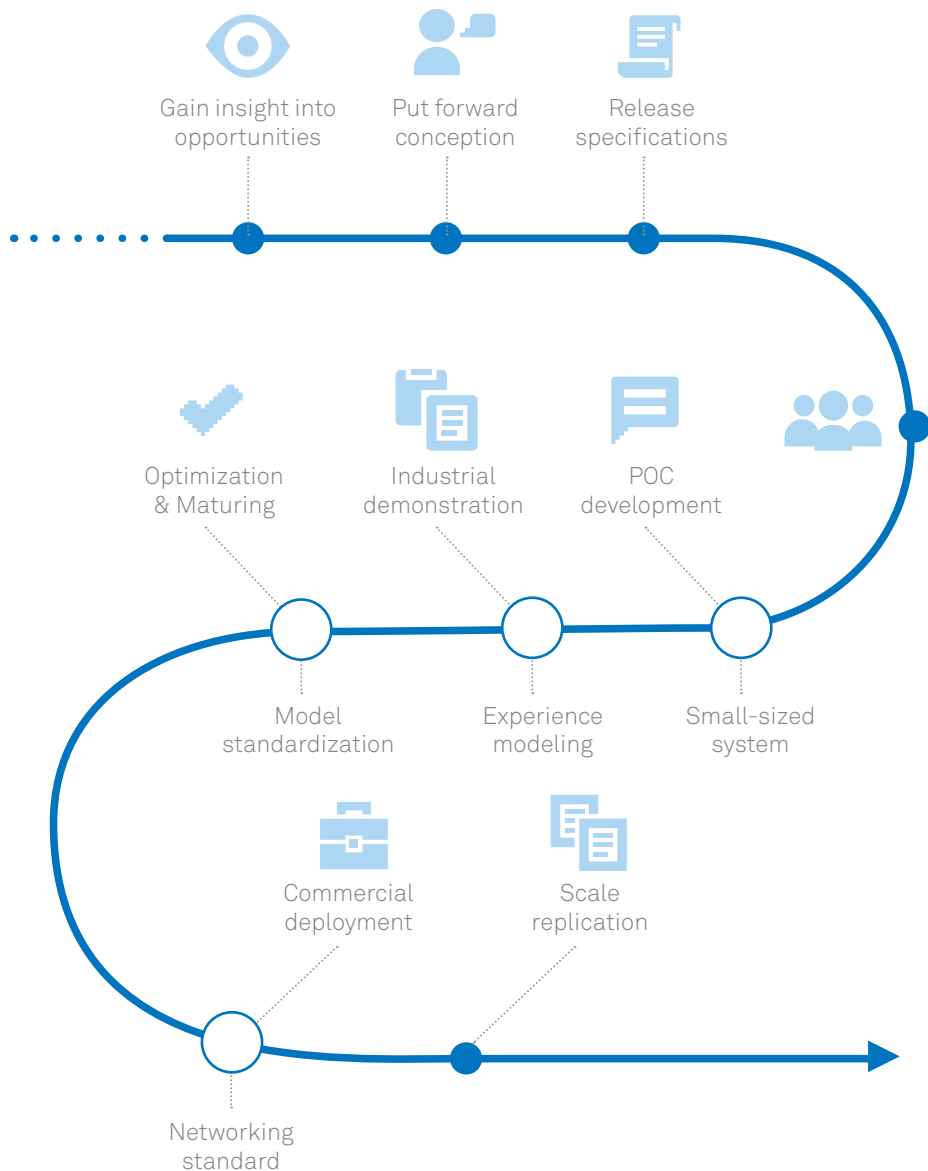 Gain insight into
opportunities
Put forward
conception
Release
specifications
Optimization
& Maturing
Industrial
demonstration
POC
development
Model
standardization
Experience
modeling
Small-sized
system
Commercial
deployment
Scale
replication
Networking
standard